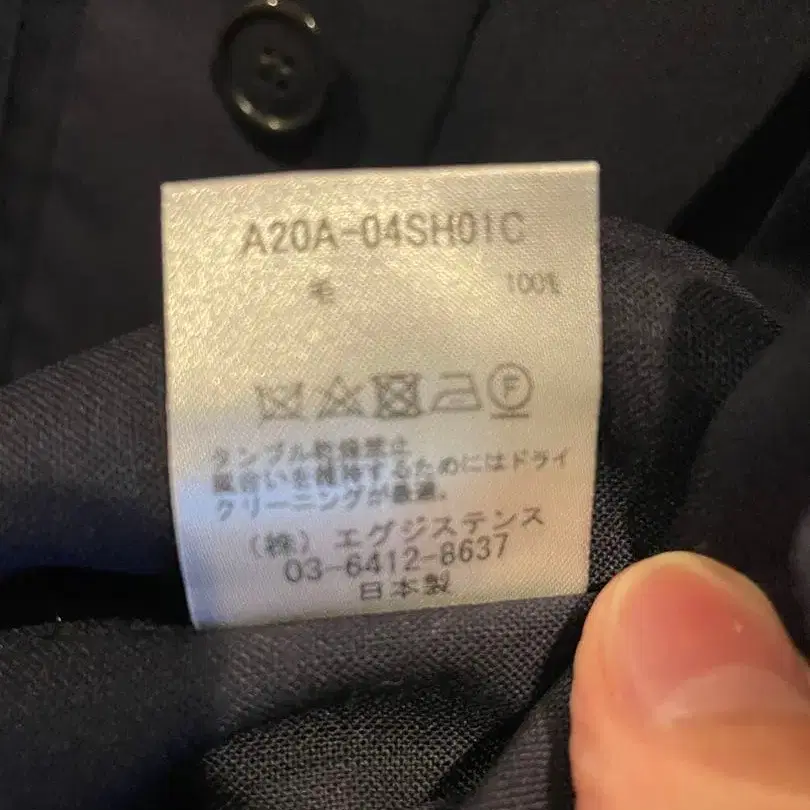 A20A-04SH01C
毛 100%
F
タンブル乾燥禁止
風合いを維持するためにはドライ
クリーニングが最適。
(株) エグジステンス
03-6412-8637
日本製